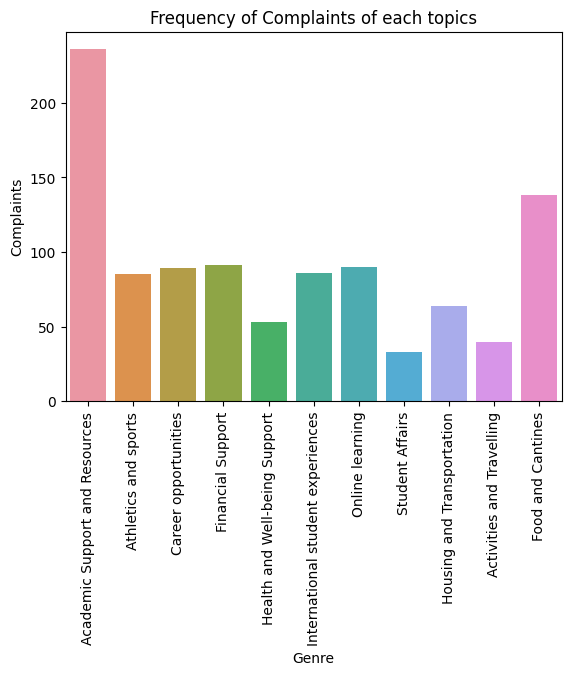 Frequency of Complaints of each topics
Complaints
200
150
100
50
0
Academic Support and Resources
Athletics and sports
Career opportunities
Financial Support
Health and Well-being Support
International student experiences
Online learning
Student Affairs
Housing and Transportation
Activities and Travelling
Food and Cantines
Genre